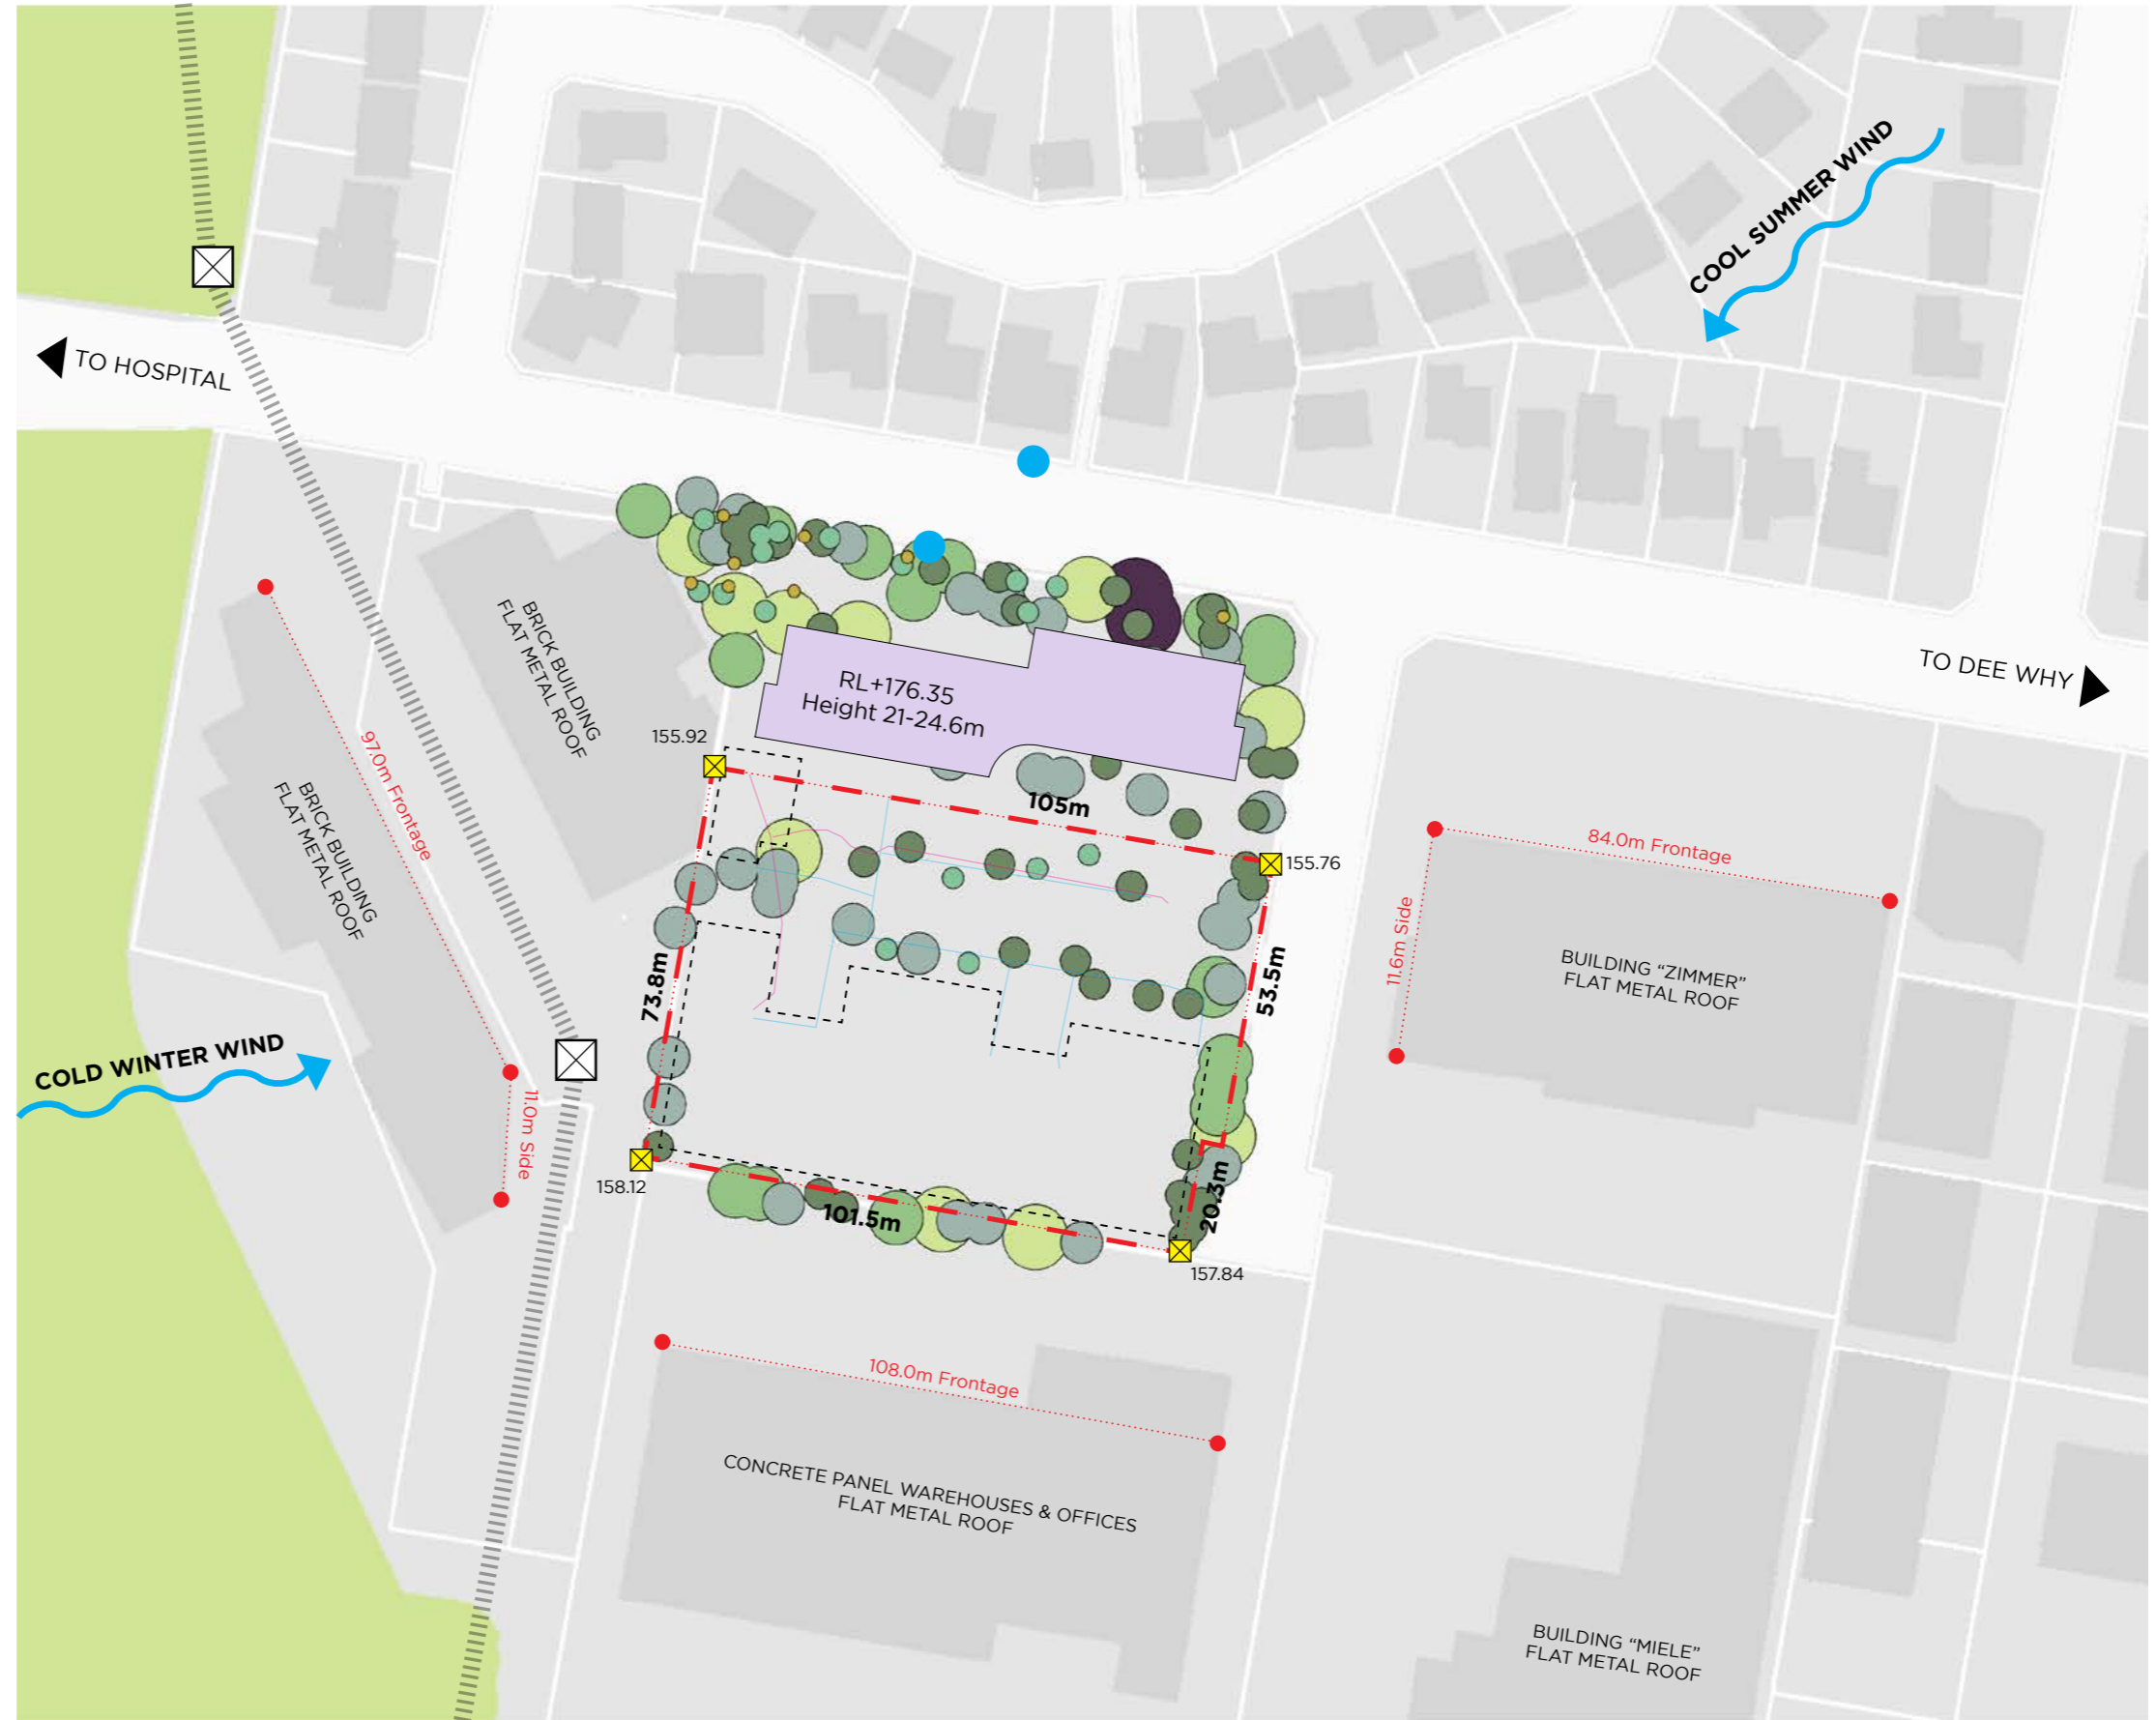 COOL SUMMER WIND
TO HOSPITAL
TO DEE WHY
BRICK BUILDING
FLAT METAL ROOF
RL+176.35
Height 21-24.6m
155.92
97.0m Frontage
BRICK BUILDING
FLAT METAL ROOF
105m
155.76
84.0m Frontage
11.6m Side
BUILDING “ZIMMER”
FLAT METAL ROOF
73.8m
53.5m
COLD WINTER WIND
11.0m Side
158.12
101.5m
20.3m
157.84
108.0m Frontage
CONCRETE PANEL WAREHOUSES & OFFICES
FLAT METAL ROOF
BUILDING “MIELE”
FLAT METAL ROOF